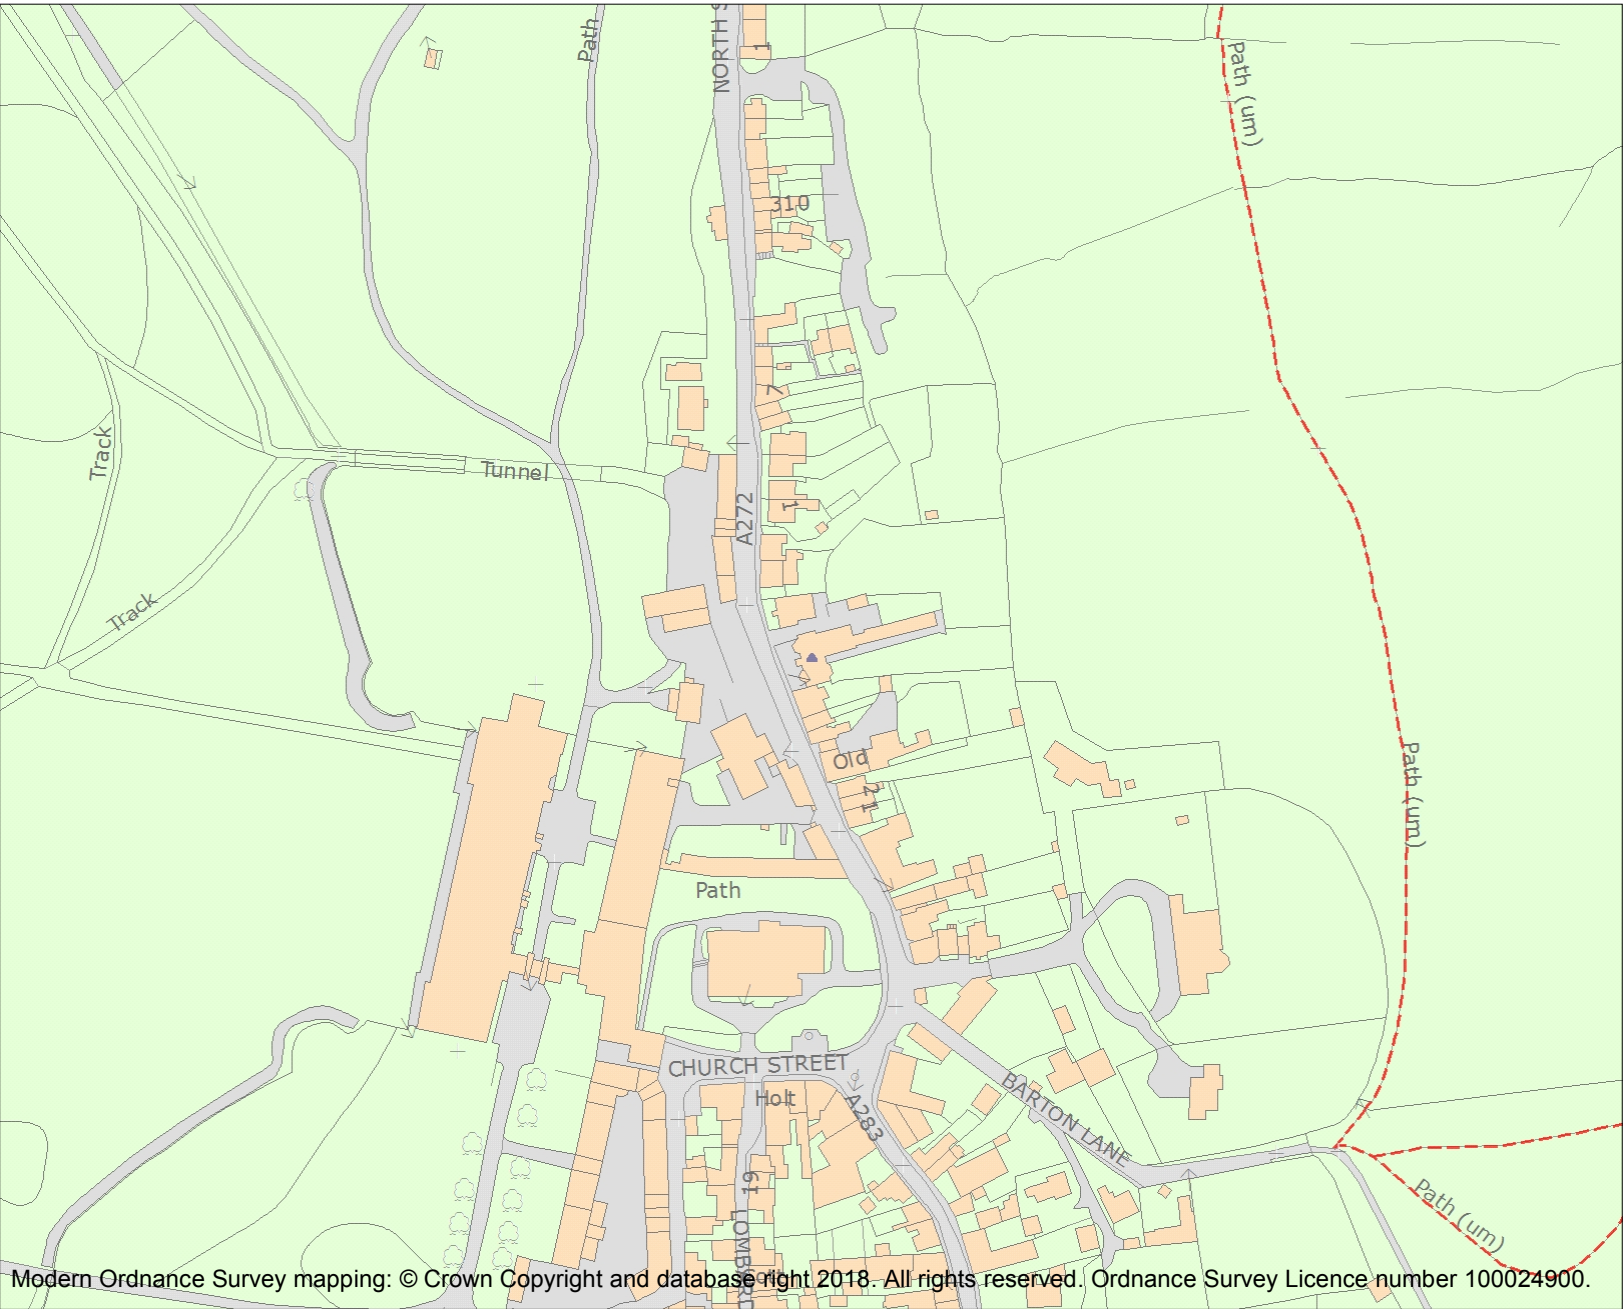 Path
NORTH S
1
Path (um)
310
7
Track
Tunnel
A272
1
Track
Old
21
Path (um)
Path
CHURCH STREET
Holt
A283
BARTON LANE
19
LOMBARD
Path (um)
Modern Ordnance Survey mapping: © Crown Copyright and database right 2018. All rights reserved. Ordnance Survey Licence number 100024900.